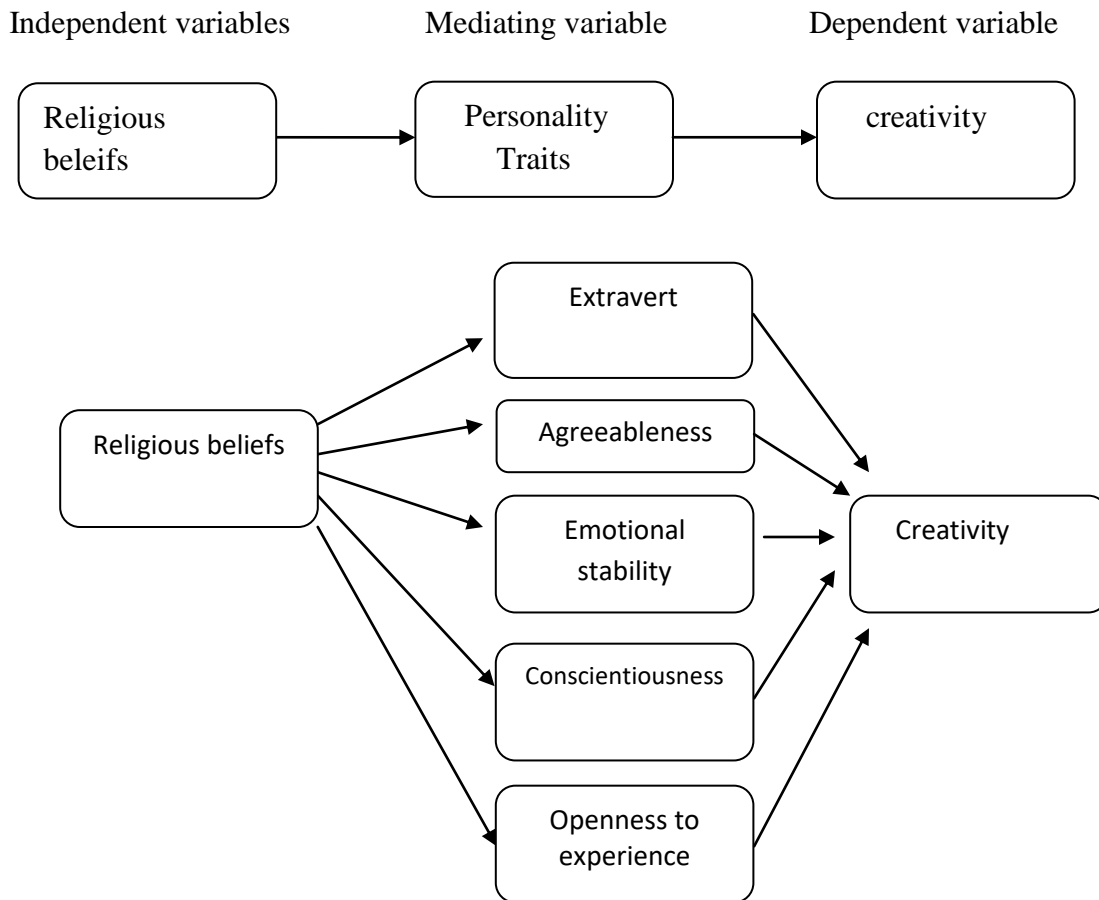 Independent variables
Mediating variable
Dependent variable
Religious
beleifs
Personality
Traits
creativity
Extravert
Agreeableness
Religious beliefs
Emotional
stability
Creativity
Conscientiousness
Openness to
experience